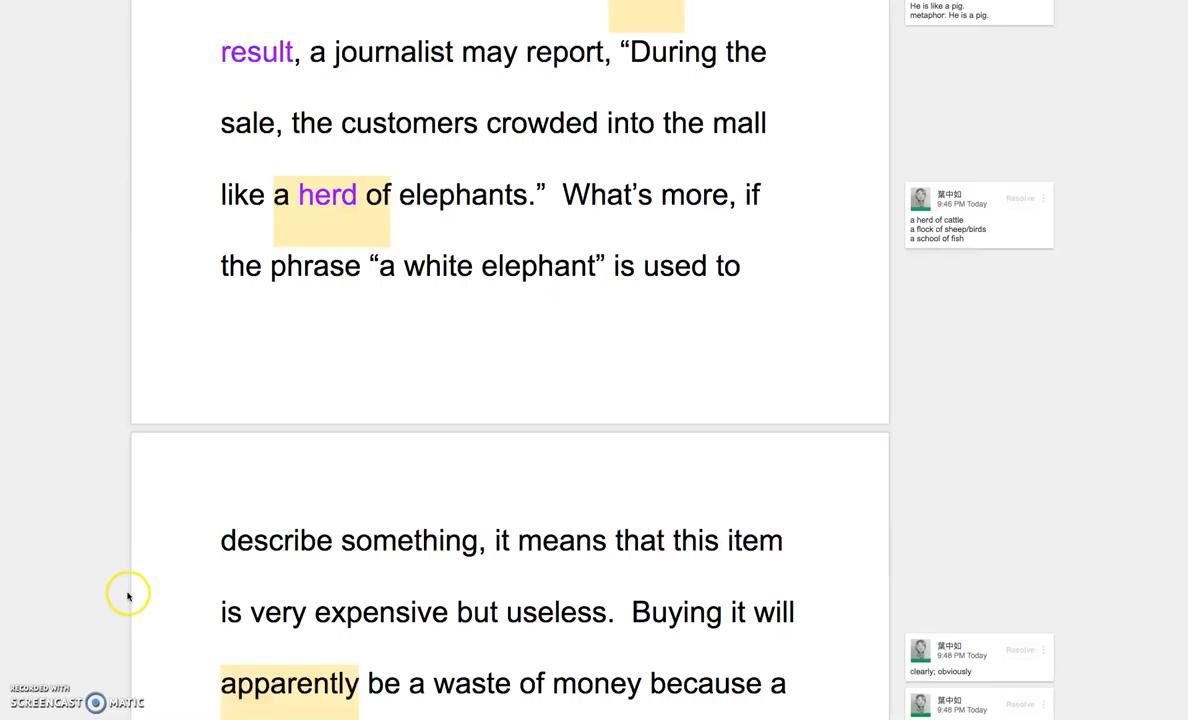 He is like a pig.
metaphor: He is a pig.
result, a journalist may report, “During the
sale, the customers crowded into the mall
like a herd of elephants.”  What’s more, if
the phrase “a white elephant” is used to
葉中如
9:46 PM Today
Resolve
a herd of cattle
a flock of sheep/birds
a school of fish
describe something, it means that this item
is very expensive but useless.  Buying it will
apparently be a waste of money because a
葉中如
9:48 PM Today
Resolve
clearly; obviously
葉中如
9:48 PM Today
Resolve
RECORDED WITH
SCREENCAST MATIC